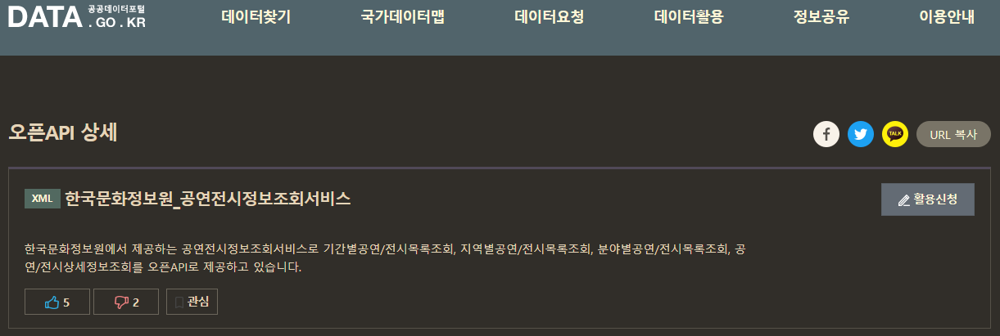 DATA 공공데이터포털
. GO . KR
데이터찾기 국가데이터맵 데이터요청 데이터활용 정보공유 이용안내
오픈API 상세
f TALK URL 복사
XML 한국문화정보원_공연전시정보조회서비스 활용신청
한국문화정보원에서 제공하는 공연전시정보조회서비스로 기간별공연/전시목록조회, 지역별공연/전시목록조회, 분야별공연/전시목록조회, 공
연/전시상세정보조회를 오픈API로 제공하고 있습니다.
5 2 관심